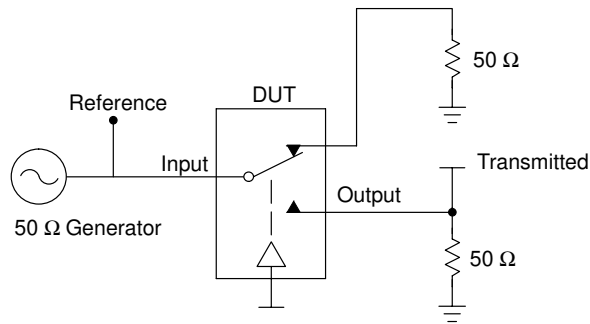 50 Ω
DUT
Reference
Input
Transmitted
Output
50 Ω Generator
50 Ω